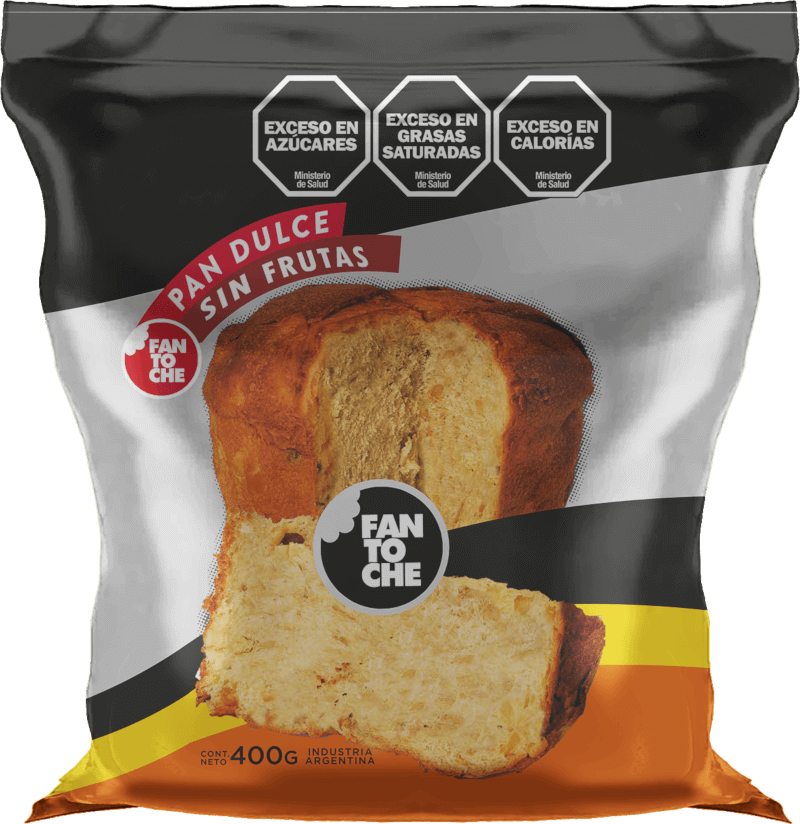 EXCESO EN
AZÚCARES
Ministerio
de Salud
EXCESO EN
GRASAS
SATURADAS
Ministerio
de Salud
EXCESO EN
CALORÍAS
Ministerio
de Salud
PAN DULCE
SIN FRUTAS
FAN
TO
CHE
FAN
TO
CHE
CONT.
NETO
400G
INDUSTRIA
ARGENTINA